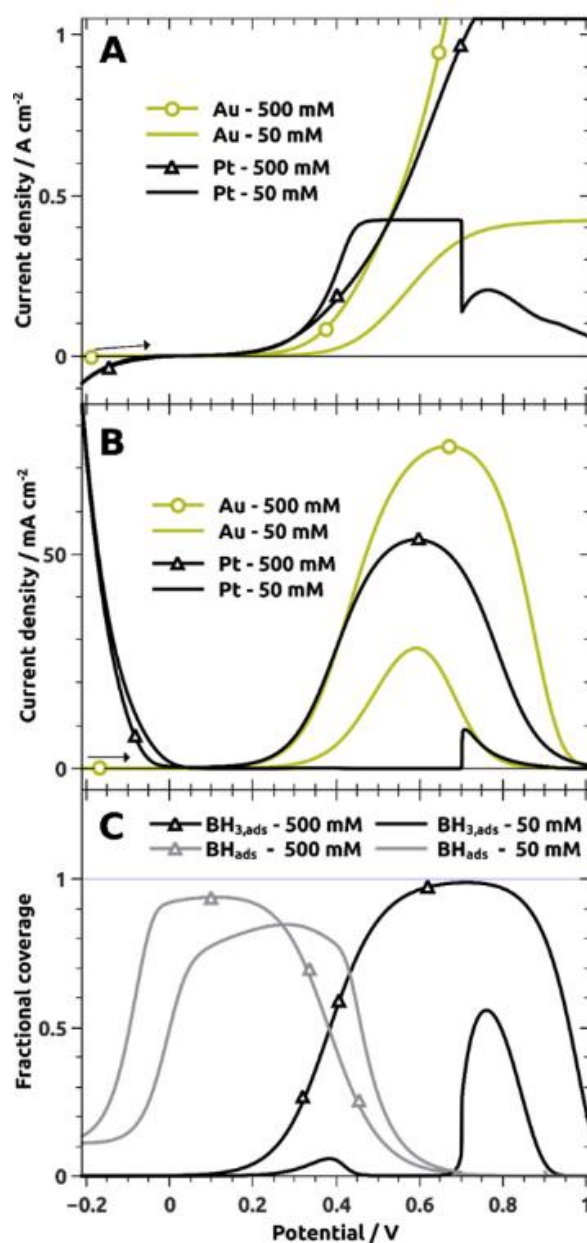 A
Au - 500 mM
Au - 50 mM
Pt - 500 mM
Pt - 50 mM
Current density / A cm⁻²
1
0.5
0
B
Au - 500 mM
Au - 50 mM
Pt - 500 mM
Pt - 50 mM
Current density / mA cm⁻²
50
0
C
BH₃,ads - 500 mM BH₃,ads - 50 mM
BHads - 500 mM BHads - 50 mM
Fractional coverage
1
0.5
0
−0.2 0 0.2 0.4 0.6 0.8 1
Potential / V